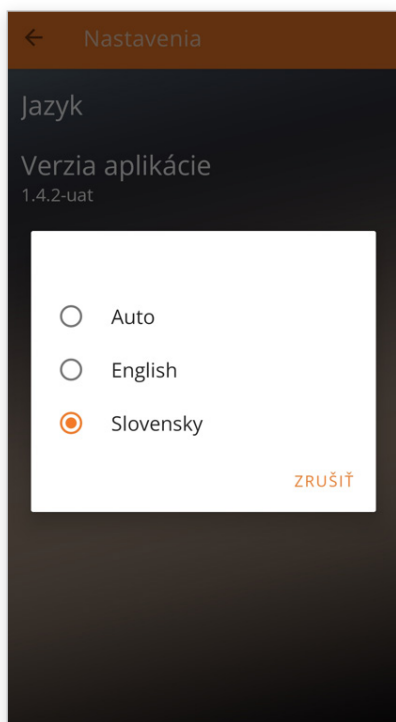 Nastavenia
Jazyk
Verzia aplikácie
1.4.2-uat
Auto
English
Slovensky
ZRUŠIŤ